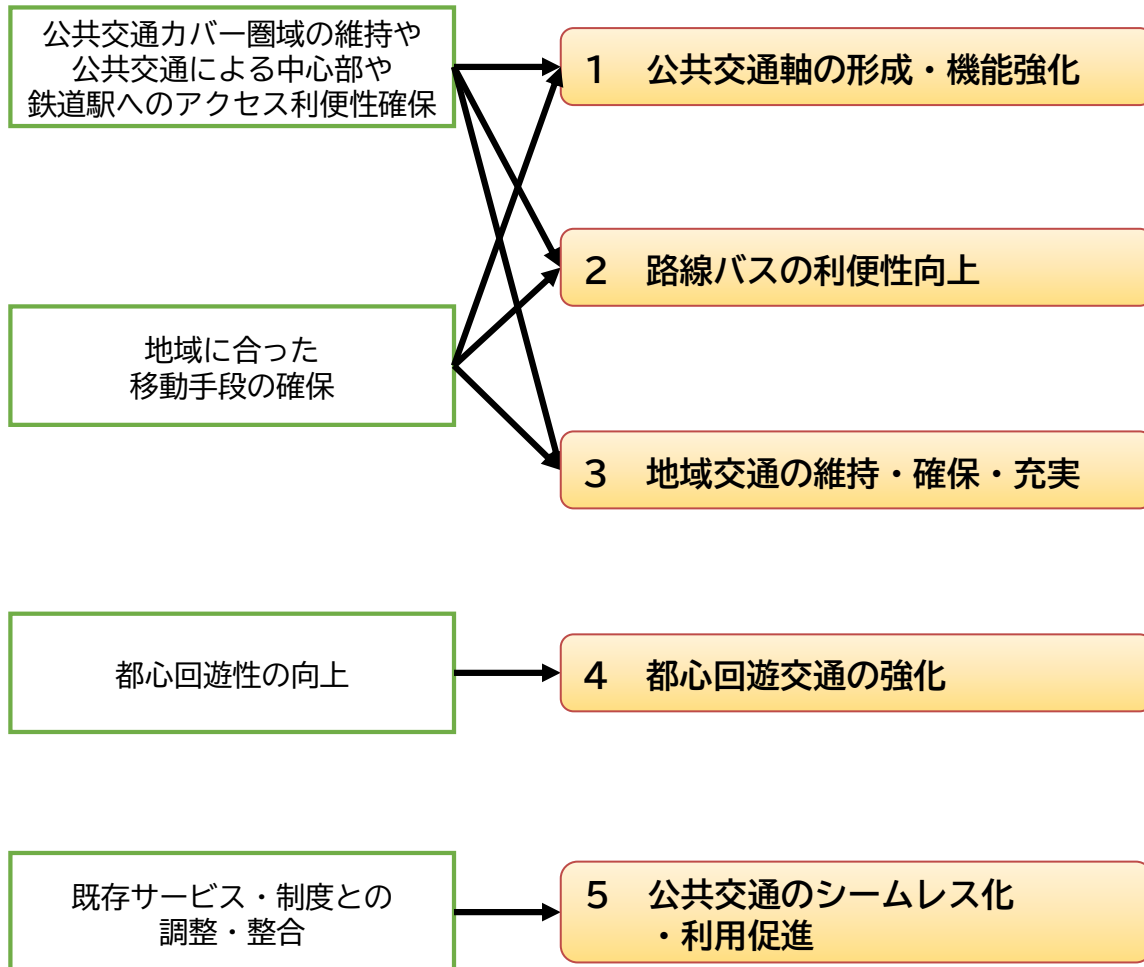 公共交通カバー圏域の維持や
公共交通による中心部や
鉄道駅へのアクセス利便性確保
1 公共交通軸の形成・機能強化
2 路線バスの利便性向上
地域に合った
移動手段の確保
3 地域交通の維持・確保・充実
都心回遊性の向上
4 都心回遊交通の強化
既存サービス・制度との
調整・整合
5 公共交通のシームレス化
・利用促進